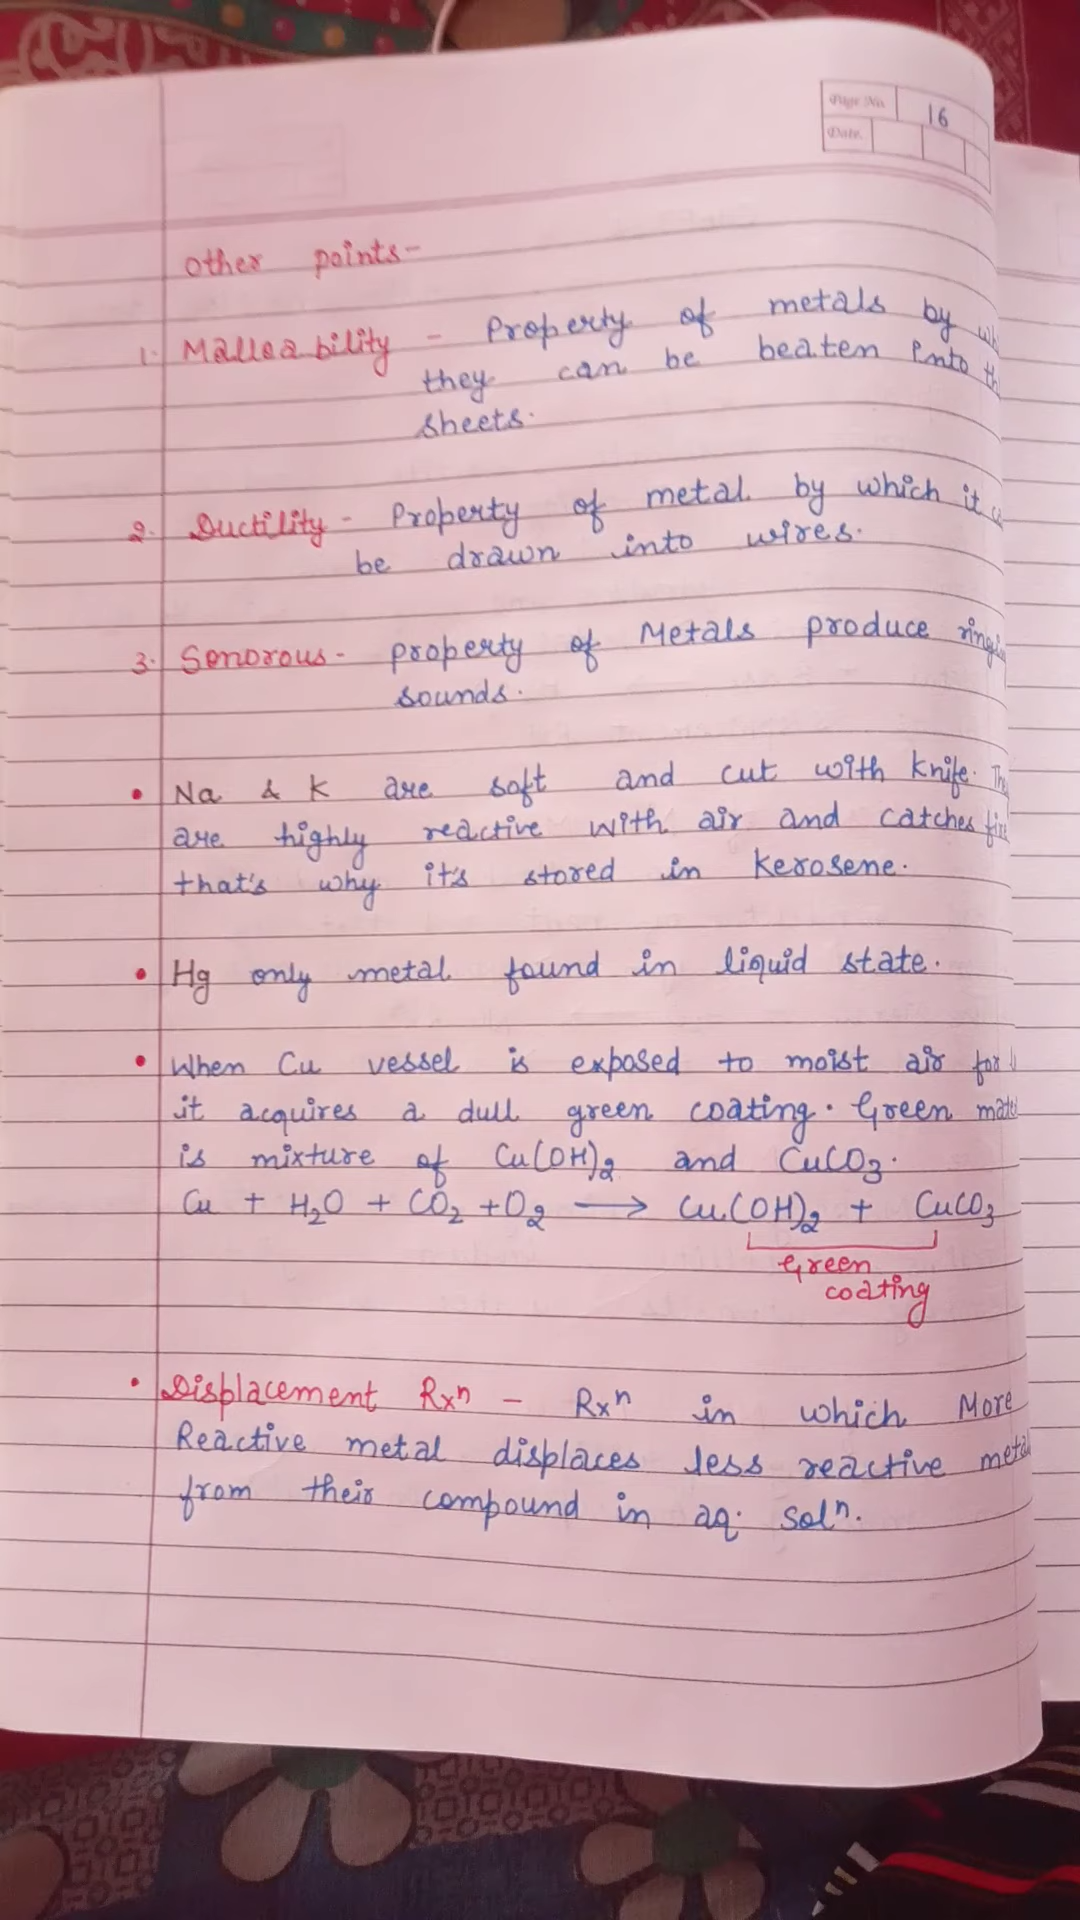 Page No. 16
Date
Other points-
1. Malleability - Property of metals by
they can be beaten into
sheets.
2. Ductility - Property of metal by which it
be drawn into wires.
3. Sonorous - property of Metals produce
sounds.
• Na & K are soft and cut with knife.
are highly reactive with air and catches
that's why it's stored in kerosene.
• Hg only metal found in liquid state.
• When Cu vessel is exposed to moist air for
it acquires a dull green coating. Green
is mixture of Cu(OH)2 and CuCO3.
Cu + H2O + CO2 + O2 → Cu(OH)2 + CuCO3
Green
coating
• Displacement Rxn - Rxn in which More
Reactive metal displaces less reactive
from their compound in aq. soln.